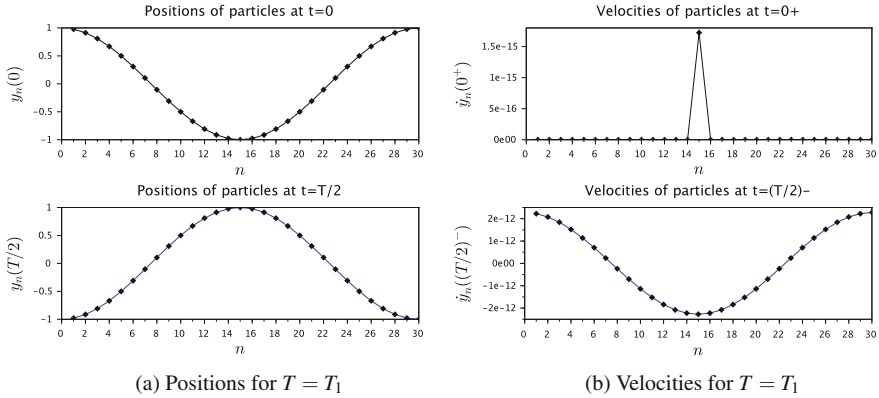 Positions of particles at t=0
1
0.5
0
−0.5
−1
y_n(0)
0 2 4 6 8 10 12 14 16 18 20 22 24 26 28 30
n
Velocities of particles at t=0+
1.5e-15
1e-15
5e-16
0e00
ẏ_n(0⁺)
0 2 4 6 8 10 12 14 16 18 20 22 24 26 28 30
n
Positions of particles at t=T/2
1
0.5
0
−0.5
−1
y_n(T/2)
0 2 4 6 8 10 12 14 16 18 20 22 24 26 28 30
n
Velocities of particles at t=(T/2)-
2e-12
1e-12
0e00
-1e-12
-2e-12
ẏ_n((T/2)⁻)
0 2 4 6 8 10 12 14 16 18 20 22 24 26 28 30
n
(a) Positions for T = T₁
(b) Velocities for T = T₁